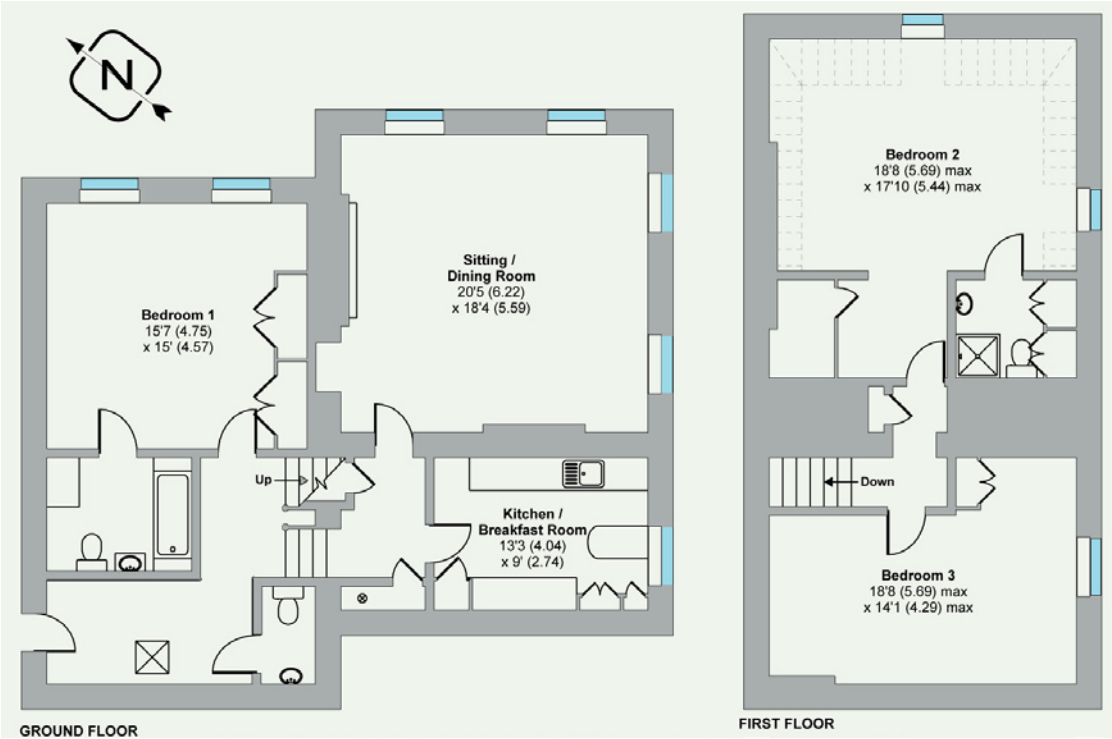 N
Bedroom 1
15'7 (4.75)
x 15' (4.57)
Sitting /
Dining Room
20'5 (6.22)
x 18'4 (5.59)
Up
Kitchen /
Breakfast Room
13'3 (4.04)
x 9' (2.74)
GROUND FLOOR
Bedroom 2
18'8 (5.69) max
x 17'10 (5.44) max
Down
Bedroom 3
18'8 (5.69) max
x 14'1 (4.29) max
FIRST FLOOR